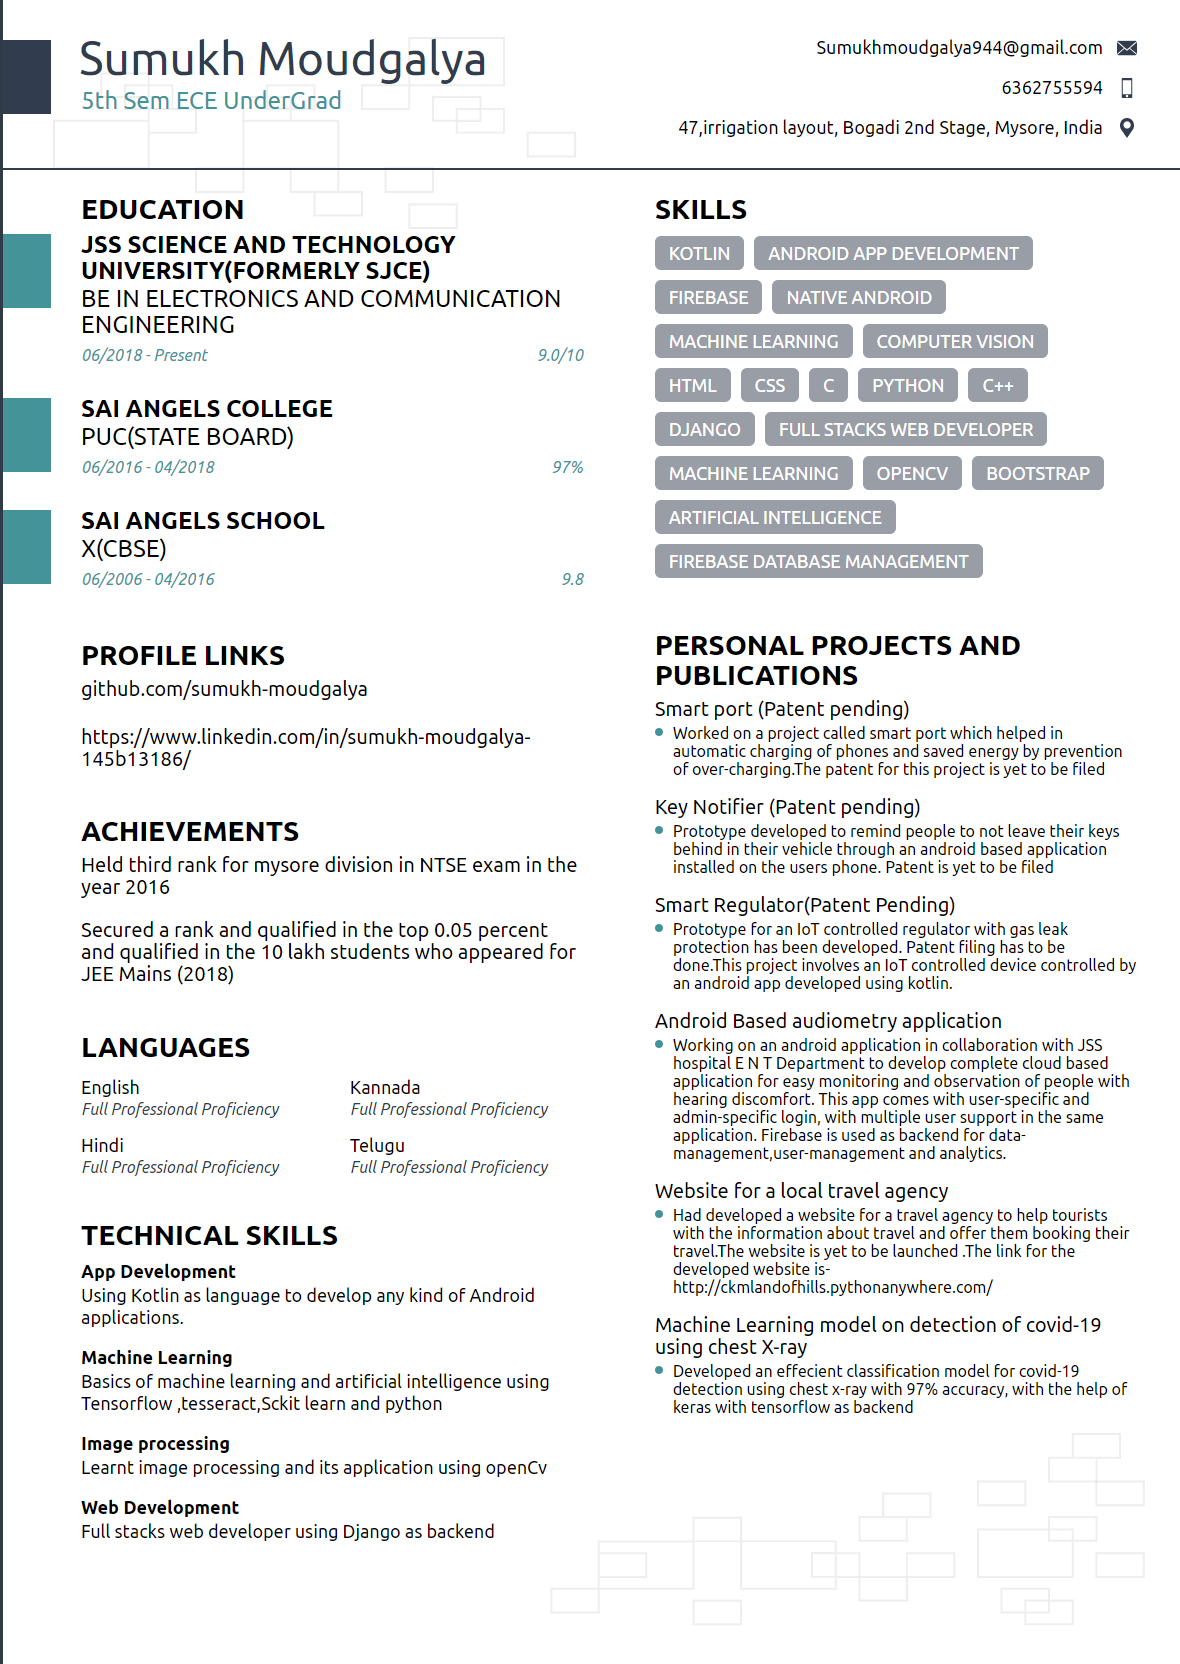 Sumukh Moudgalya
5th Sem ECE UnderGrad
Sumukhmoudgalya944@gmail.com
6362755594
47,irrigation layout, Bogadi 2nd Stage, Mysore, India
EDUCATION
JSS SCIENCE AND TECHNOLOGY
UNIVERSITY(FORMERLY SJCE)
BE IN ELECTRONICS AND COMMUNICATION
ENGINEERING
06/2018 - Present 9.0/10
SAI ANGELS COLLEGE
PUC(STATE BOARD)
06/2016 - 04/2018 97%
SAI ANGELS SCHOOL
X(CBSE)
06/2006 - 04/2016 9.8
PROFILE LINKS
github.com/sumukh-moudgalya
https://www.linkedin.com/in/sumukh-moudgalya-
145b13186/
ACHIEVEMENTS
Held third rank for mysore division in NTSE exam in the
year 2016
Secured a rank and qualified in the top 0.05 percent
and qualified in the 10 lakh students who appeared for
JEE Mains (2018)
LANGUAGES
English Kannada
Full Professional Proficiency Full Professional Proficiency
Hindi Telugu
Full Professional Proficiency Full Professional Proficiency
TECHNICAL SKILLS
App Development
Using Kotlin as language to develop any kind of Android
applications.
Machine Learning
Basics of machine learning and artificial intelligence using
Tensorflow ,tesseract,Sckit learn and python
Image processing
Learnt image processing and its application using openCv
Web Development
Full stacks web developer using Django as backend
SKILLS
KOTLIN ANDROID APP DEVELOPMENT
FIREBASE NATIVE ANDROID
MACHINE LEARNING COMPUTER VISION
HTML CSS C PYTHON C++
DJANGO FULL STACKS WEB DEVELOPER
MACHINE LEARNING OPENCV BOOTSTRAP
ARTIFICIAL INTELLIGENCE
FIREBASE DATABASE MANAGEMENT
PERSONAL PROJECTS AND
PUBLICATIONS
Smart port (Patent pending)
Worked on a project called smart port which helped in
automatic charging of phones and saved energy by prevention
of over-charging.The patent for this project is yet to be filed
Key Notifier (Patent pending)
Prototype developed to remind people to not leave their keys
behind in their vehicle through an android based application
installed on the users phone. Patent is yet to be filed
Smart Regulator(Patent Pending)
Prototype for an IoT controlled regulator with gas leak
protection has been developed. Patent filing has to be
done.This project involves an IoT controlled device controlled by
an android app developed using kotlin.
Android Based audiometry application
Working on an android application in collaboration with JSS
hospital E N T Department to develop complete cloud based
application for easy monitoring and observation of people with
hearing discomfort. This app comes with user-specific and
admin-specific login, with multiple user support in the same
application. Firebase is used as backend for data-
management,user-management and analytics.
Website for a local travel agency
Had developed a website for a travel agency to help tourists
with the information about travel and offer them booking their
travel.The website is yet to be launched .The link for the
developed website is-
http://ckmlandofhills.pythonanywhere.com/
Machine Learning model on detection of covid-19
using chest X-ray
Developed an effecient classification model for covid-19
detection using chest x-ray with 97% accuracy, with the help of
keras with tensorflow as backend